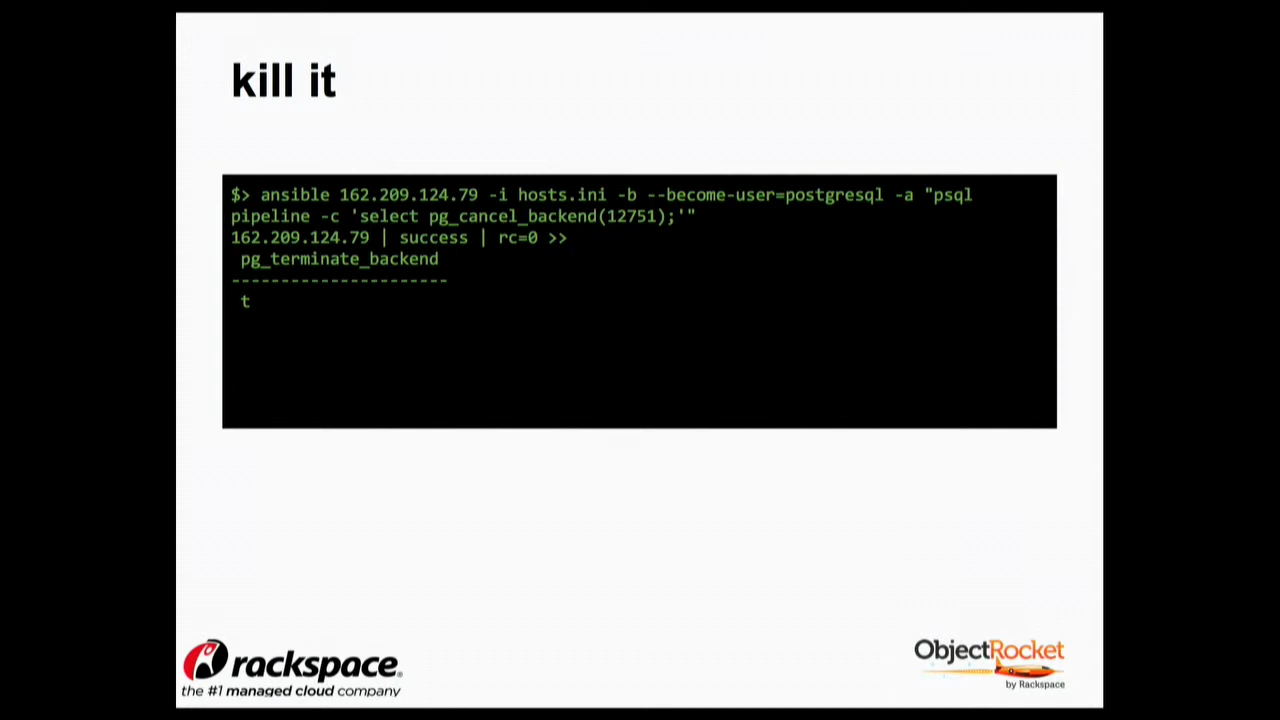 kill it
$> ansible 162.209.124.79 -i hosts.ini -b --become-user=postgresql -a "psql
pipeline -c 'select pg_cancel_backend(12751);'"
162.209.124.79 | success | rc=0 >>
 pg_terminate_backend
----------------------
 t
rackspace®
the #1 managed cloud company
ObjectRocket
by Rackspace